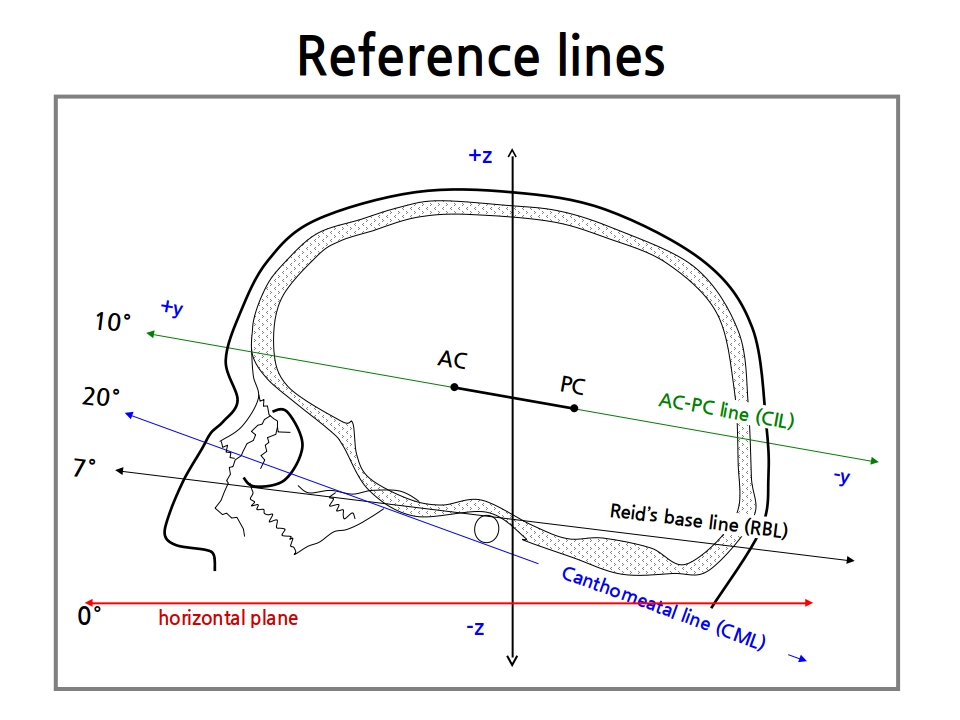 Reference lines
+z
+y
10°
AC
PC
20°
AC-PC line (CIL)
7°
-y
Reid's base line (RBL)
Canthomeatal line (CML)
0°
horizontal plane
-z